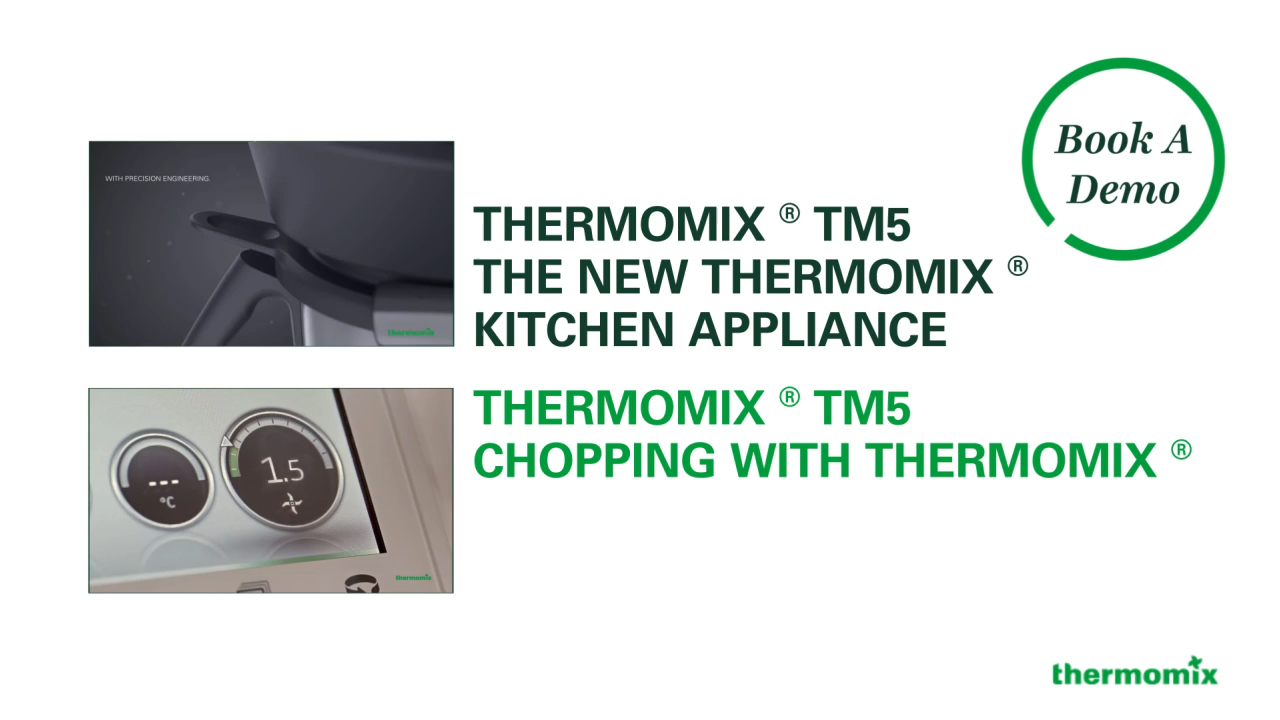 Book A
Demo
WITH PRECISION ENGINEERING.
thermomix
THERMOMIX ® TM5
THE NEW THERMOMIX ®
KITCHEN APPLIANCE
---
°C
1.5
thermomix
THERMOMIX ® TM5
CHOPPING WITH THERMOMIX ®
thermomix